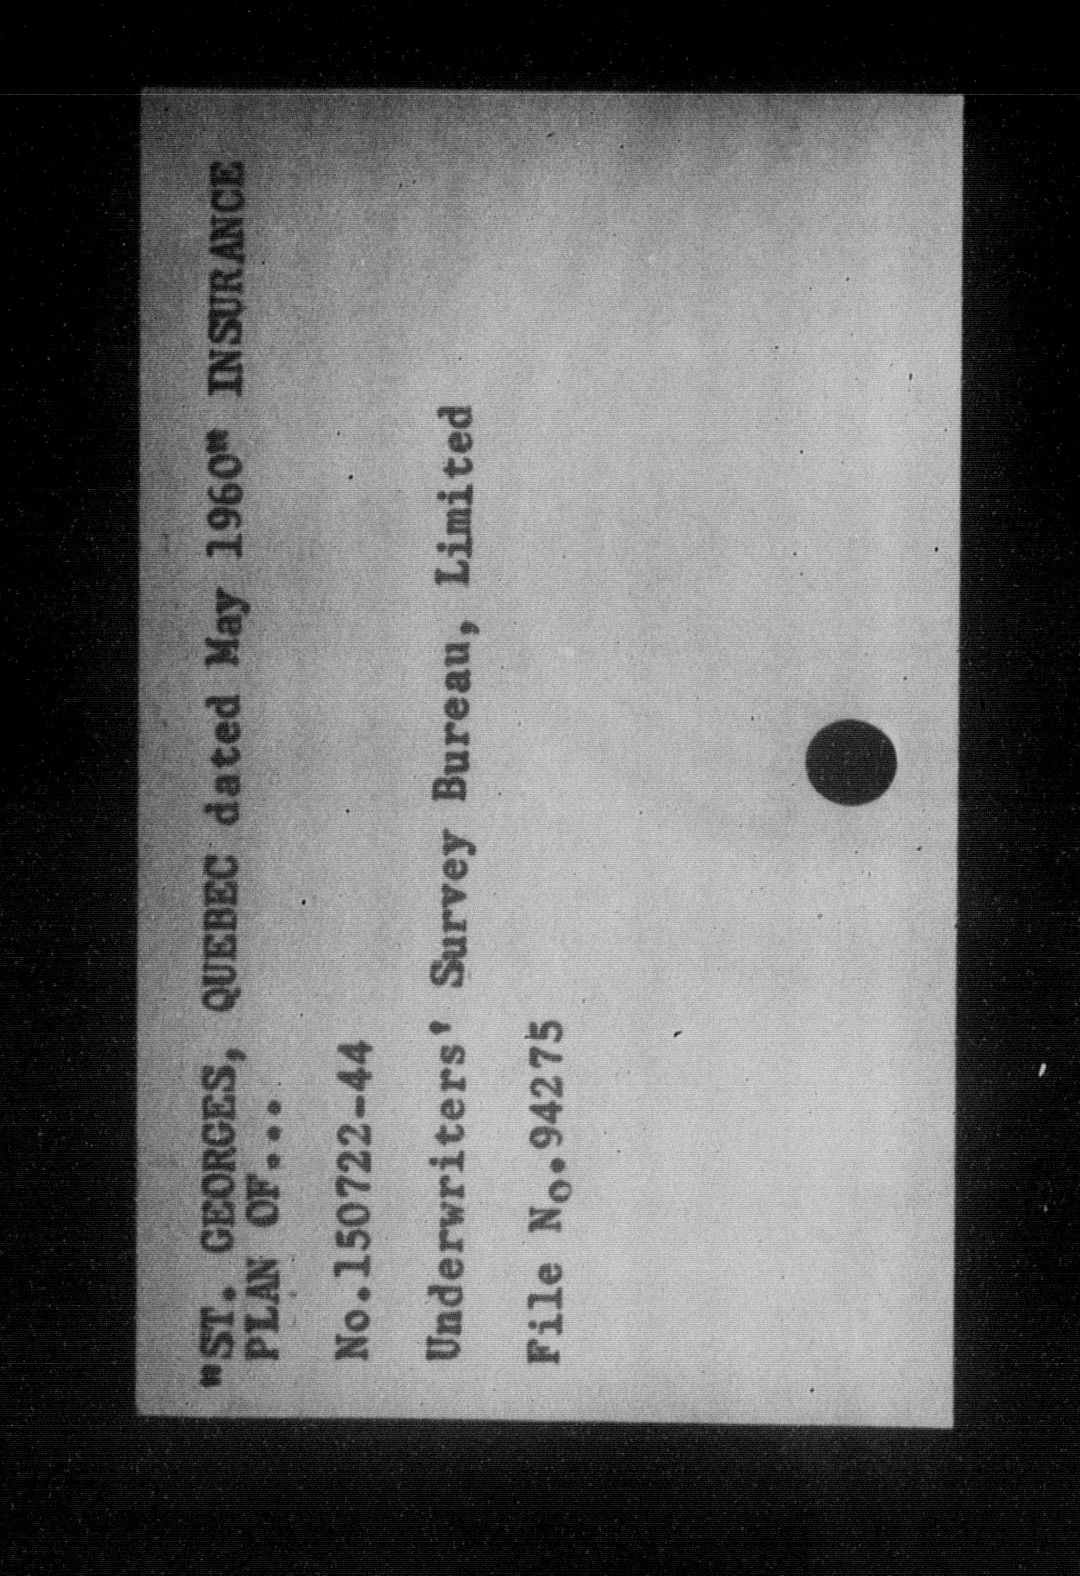 "ST. GEORGES, QUEBEC dated May 1960" INSURANCE
PLAN OF...
No.150722-44
Underwriters' Survey Bureau, Limited
File No.94275